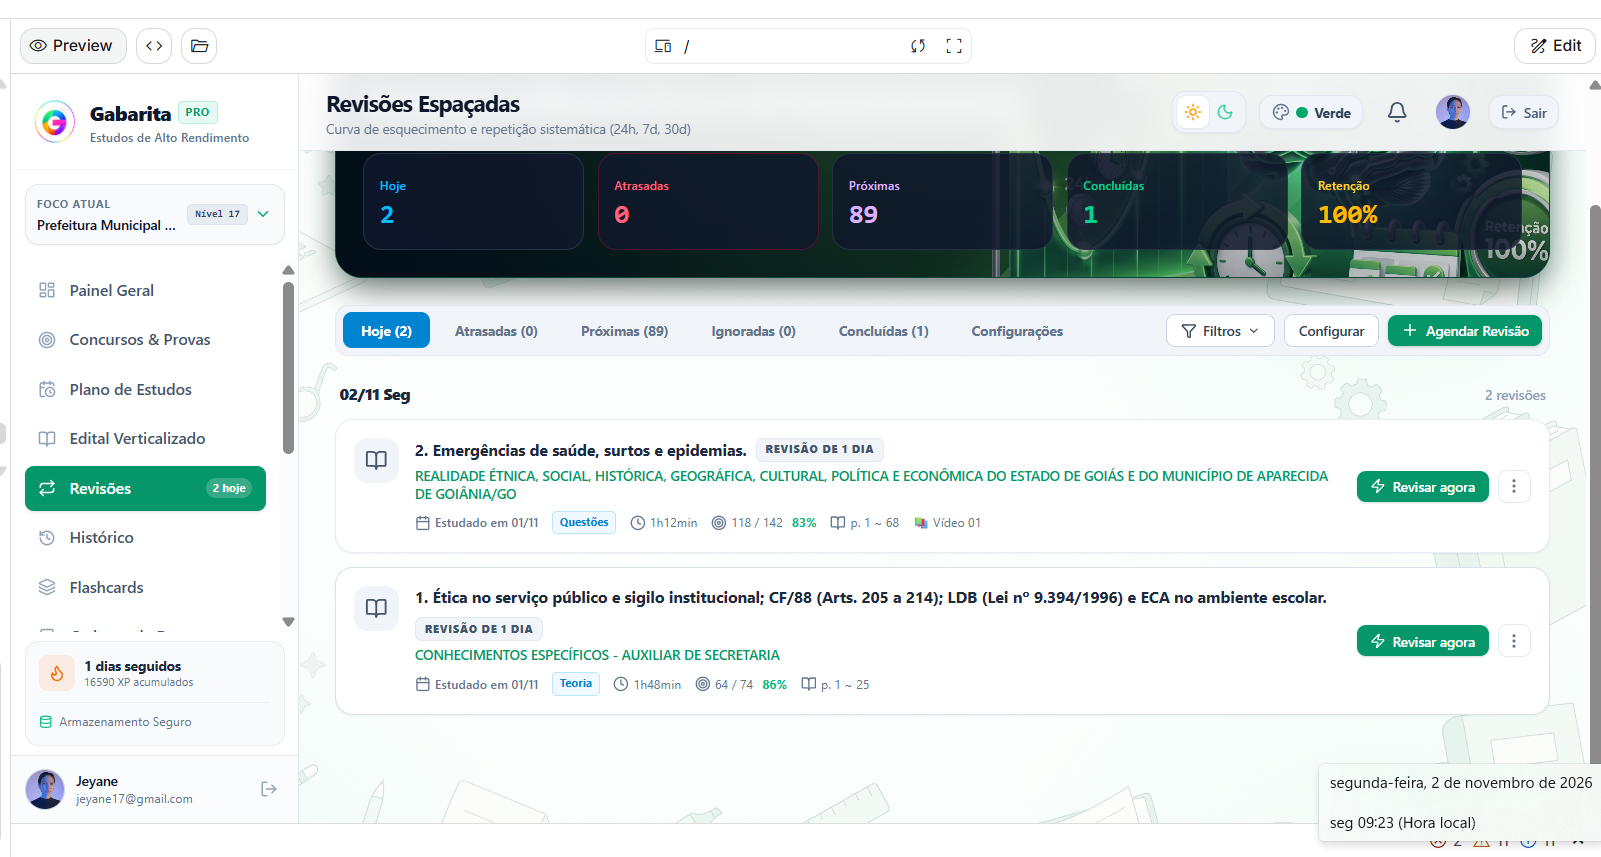 Preview
/
Edit
Gabarita PRO
Estudos de Alto Rendimento
FOCO ATUAL
Prefeitura Municipal ...
Nível 17
Painel Geral
Concursos & Provas
Plano de Estudos
Edital Verticalizado
Revisões
2 hoje
Histórico
Flashcards
1 dias seguidos
16590 XP acumulados
Armazenamento Seguro
Jeyane
jeyane17@gmail.com
Revisões Espaçadas
Curva de esquecimento e repetição sistemática (24h, 7d, 30d)
Verde
Sair
Hoje
2
Atrasadas
0
Próximas
89
Concluídas
1
Retenção
100%
Retenção
100%
Hoje (2)
Atrasadas (0)
Próximas (89)
Ignoradas (0)
Concluídas (1)
Configurações
Filtros
Configurar
Agendar Revisão
02/11 Seg
2 revisões
2. Emergências de saúde, surtos e epidemias. REVISÃO DE 1 DIA
REALIDADE ÉTNICA, SOCIAL, HISTÓRICA, GEOGRÁFICA, CULTURAL, POLÍTICA E ECONÔMICA DO ESTADO DE GOIÁS E DO MUNICÍPIO DE APARECIDA
DE GOIÂNIA/GO
Estudado em 01/11 Questões 1h12min 118 / 142 83% p. 1 ~ 68 Vídeo 01
Revisar agora
1. Ética no serviço público e sigilo institucional; CF/88 (Arts. 205 a 214); LDB (Lei nº 9.394/1996) e ECA no ambiente escolar.
REVISÃO DE 1 DIA
CONHECIMENTOS ESPECÍFICOS - AUXILIAR DE SECRETARIA
Estudado em 01/11 Teoria 1h48min 64 / 74 86% p. 1 ~ 25
Revisar agora
segunda-feira, 2 de novembro de 2026
seg 09:23 (Hora local)